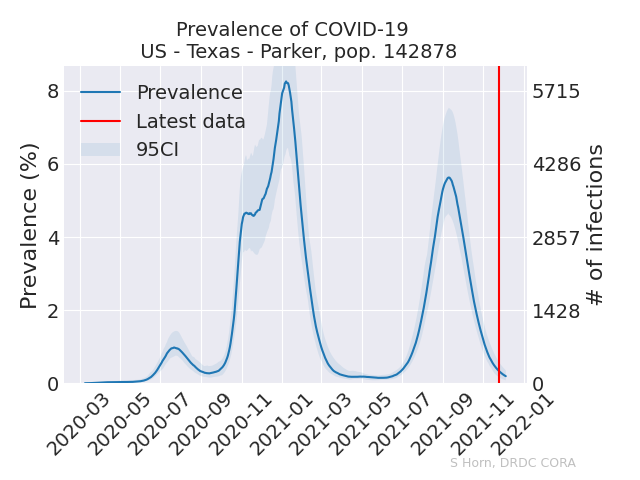 Prevalence of COVID-19
US - Texas - Parker, pop. 142878
Prevalence
Latest data
95CI
Prevalence (%)
8
6
4
2
0
5715
4286
2857
1428
0
# of infections
2020-03
2020-05
2020-07
2020-09
2020-11
2021-01
2021-03
2021-05
2021-07
2021-09
2021-11
2022-01
S Horn, DRDC CORA